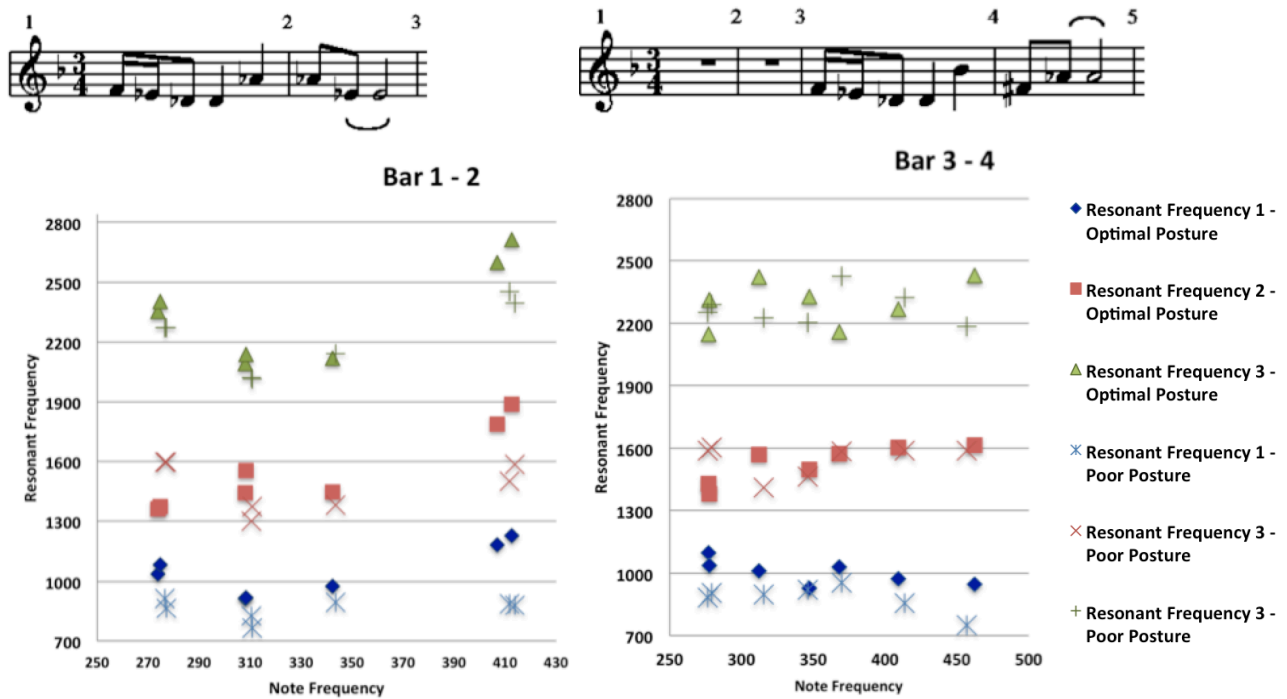 1 2 3
3
4
1 2 3 4 5
3
4
Bar 1 - 2
2800
2500
2200
1900
1600
1300
1000
700
250 270 290 310 330 350 370 390 410 430
Resonant Frequency
Note Frequency
Bar 3 - 4
2800
2500
2200
1900
1600
1300
1000
700
250 300 350 400 450 500
Resonant Frequency
Note Frequency
Resonant Frequency 1 -
Optimal Posture
Resonant Frequency 2 -
Optimal Posture
Resonant Frequency 3 -
Optimal Posture
Resonant Frequency 1 -
Poor Posture
Resonant Frequency 3 -
Poor Posture
Resonant Frequency 3 -
Poor Posture